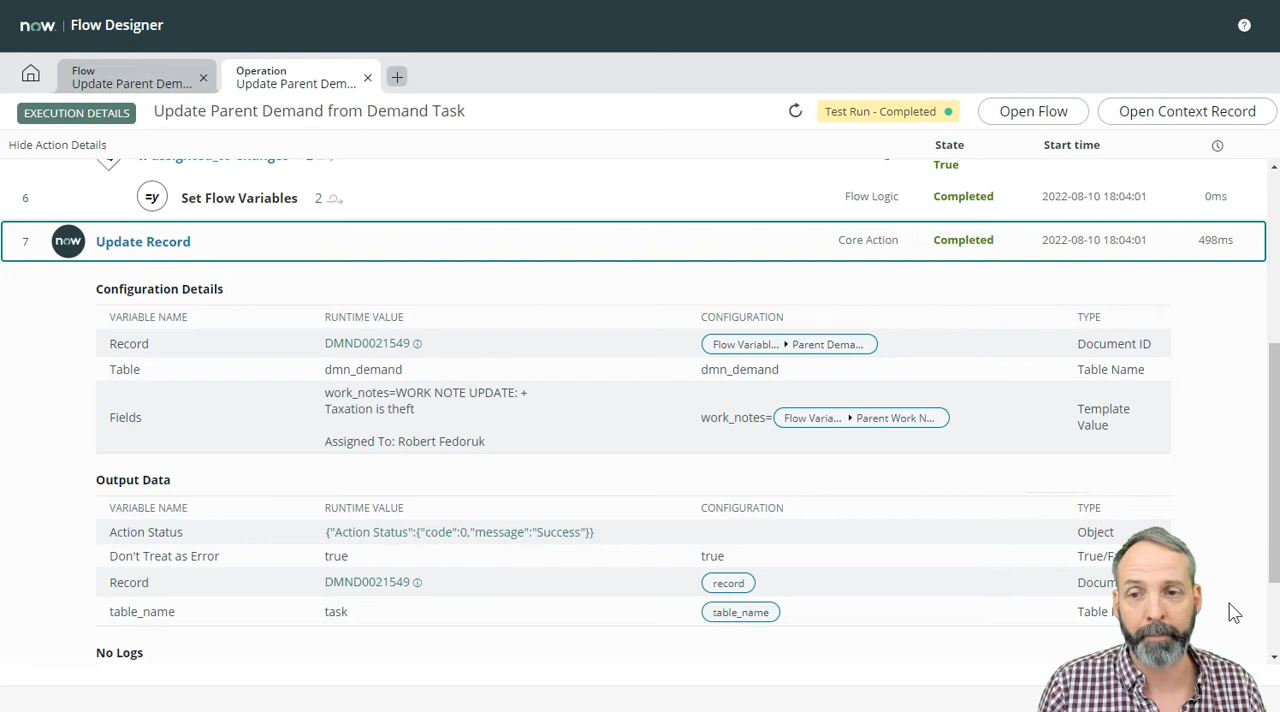 now. | Flow Designer
?
Flow
Update Parent Dem... ×
Operation
Update Parent Dem... ×
+
EXECUTION DETAILS Update Parent Demand from Demand Task Test Run - Completed Open Flow Open Context Record
Hide Action Details State Start time
True
6 =y Set Flow Variables 2 Flow Logic Completed 2022-08-10 18:04:01 0ms
7 now Update Record Core Action Completed 2022-08-10 18:04:01 498ms
Configuration Details
VARIABLE NAME RUNTIME VALUE CONFIGURATION TYPE
Record DMND0021549 Flow Variabl... Parent Dema... Document ID
Table dmn_demand dmn_demand Table Name
Fields work_notes=WORK NOTE UPDATE: +
Taxation is theft
Assigned To: Robert Fedoruk
work_notes= Flow Varia... Parent Work N...
Template
Value
Output Data
VARIABLE NAME RUNTIME VALUE CONFIGURATION TYPE
Action Status {"Action Status":{"code":0,"message":"Success"}} Object
Don't Treat as Error true true
Record DMND0021549 record
table_name task table_name
No Logs